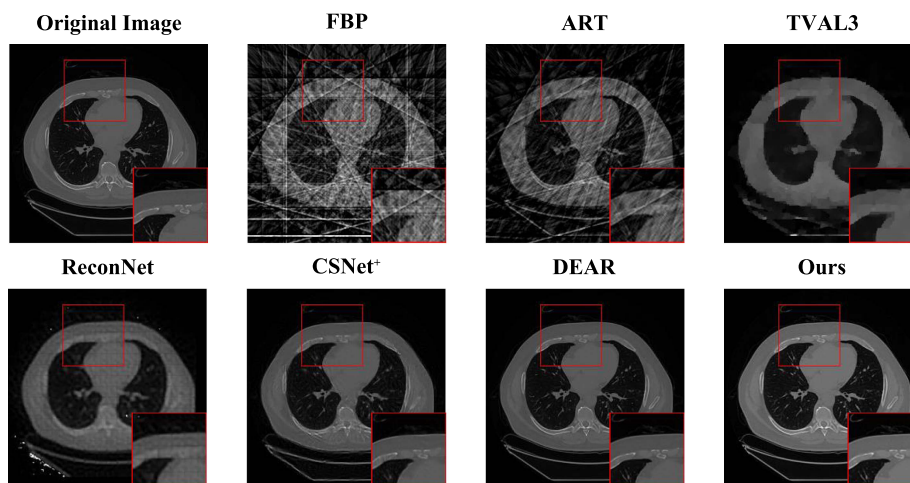 Original Image FBP ART TVAL3
ReconNet CSNet⁺ DEAR Ours